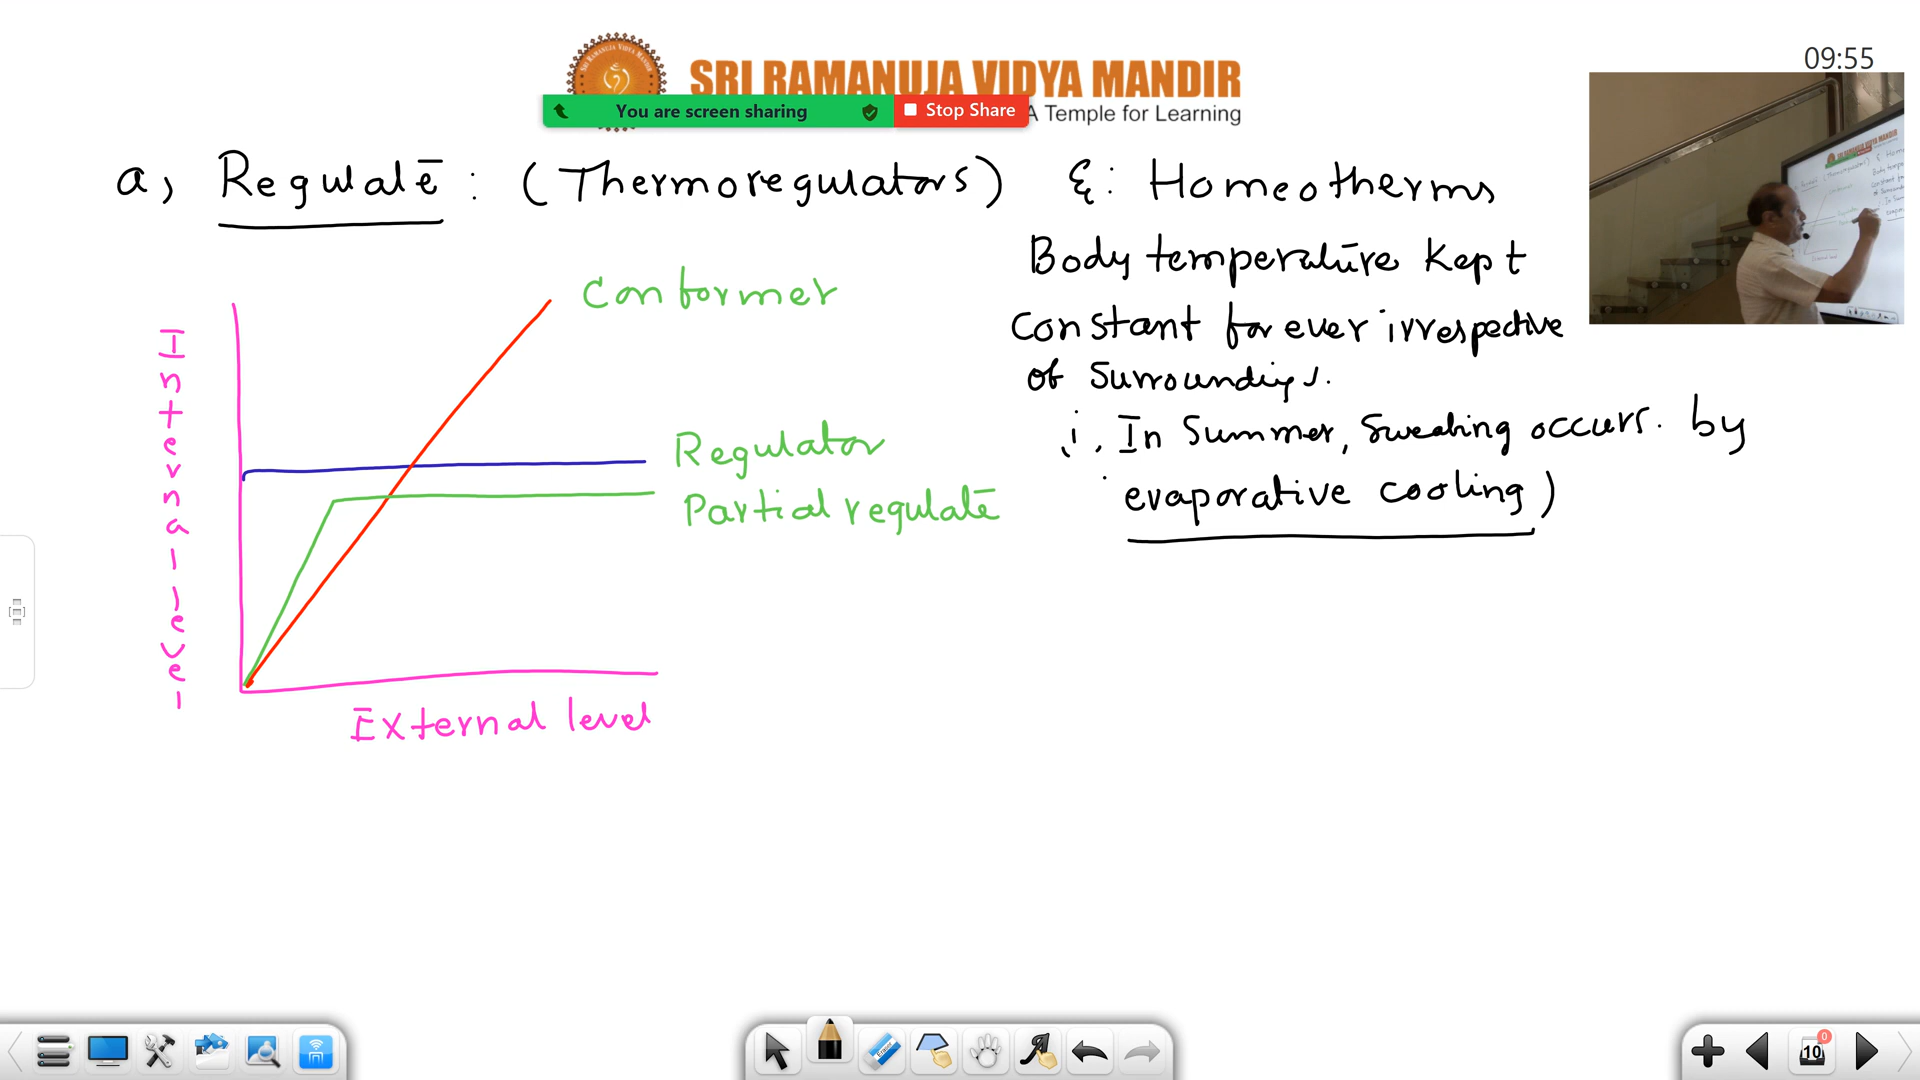 09:55
SRI RAMANUJA VIDYA MANDIR
You are screen sharing
Stop Share
A Temple for Learning
a, Regulate : (Thermoregulators) &: Homeotherms
Body temperature Kept
Constant for ever irrespective
of Surroundings.
i. In Summer, Sweating occurs. by
evaporative cooling)
Conformer
Regulator
Partial regulate
Internal level
External level
10
0